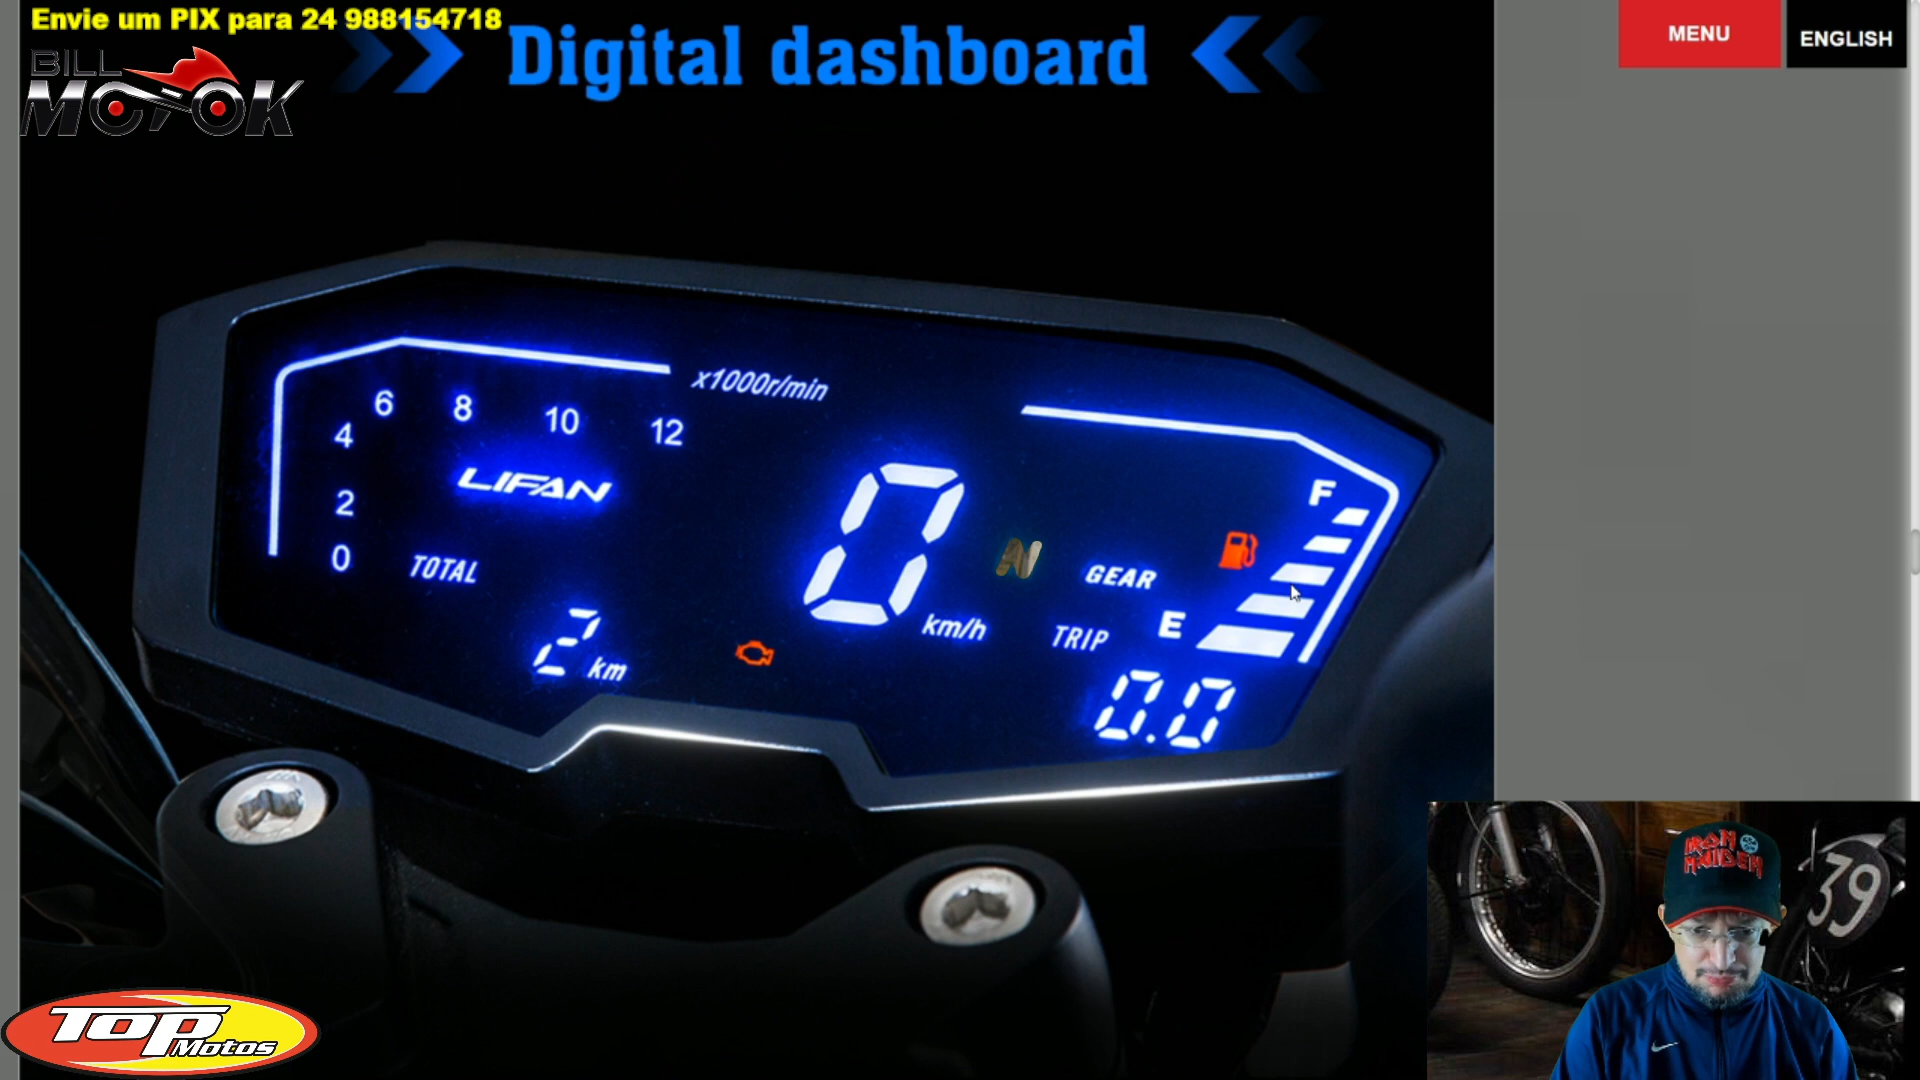 Envie um PIX para 24 988154718
BILL
MOTOK
Digital dashboard
MENU
ENGLISH
x1000r/min
6 8 10 12
4
2
0
LIFAN
TOTAL
2 km
0 km/h
N
GEAR
TRIP
0.0
F
E
IRON
MAIDEN
39
TOP
Motos